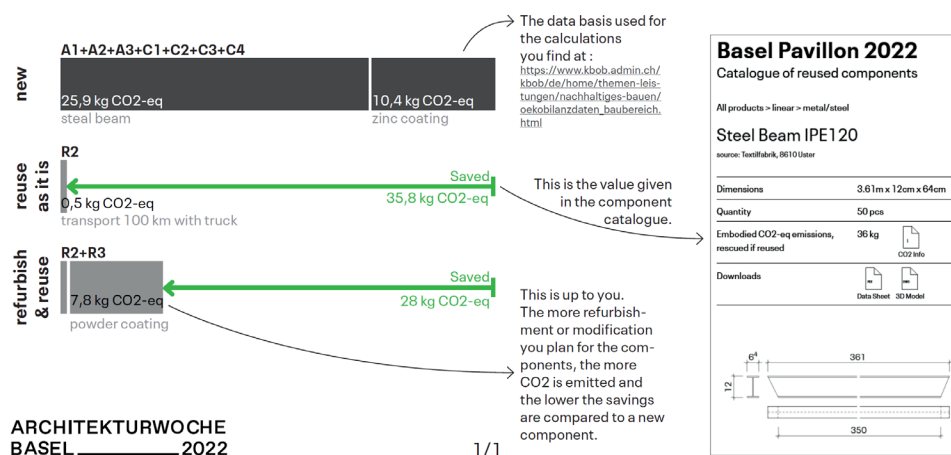 A1+A2+A3+C1+C2+C3+C4
new
25,9 kg CO2-eq
10,4 kg CO2-eq
steal beam
zinc coating
The data basis used for
the calculations
you find at :
https://www.kbob.admin.ch/
kbob/de/home/themen-leis-
tungen/nachhaltiges-bauen/
oekobilanzdaten_baubereich.
html
reuse
as it is
R2
Saved
0,5 kg CO2-eq
35,8 kg CO2-eq
transport 100 km with truck
This is the value given
in the component
catalogue.
refurbish
& reuse
R2+R3
Saved
7,8 kg CO2-eq
28 kg CO2-eq
powder coating
This is up to you.
The more refurbish-
ment or modification
you plan for the com-
ponents, the more
CO2 is emitted and
the lower the savings
are compared to a new
component.
Basel Pavillon 2022
Catalogue of reused components
All products > linear > metal/steel
Steel Beam IPE120
source: Textilfabrik, 8610 Uster
Dimensions 3.61m x 12cm x 64cm
Quantity 50 pcs
Embodied CO2-eq emissions, 36 kg
rescued if reused
CO2 Info
Downloads
Data Sheet 3D Model
6⁴ 361
12
350
ARCHITEKTURWOCHE
BASEL 2022
1/1